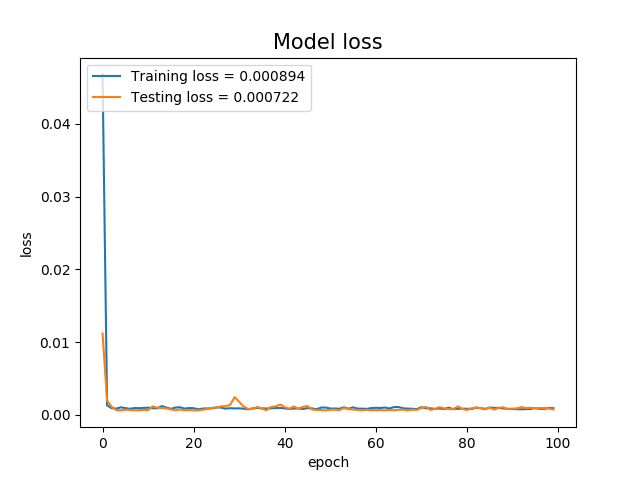 Model loss
Training loss = 0.000894
Testing loss = 0.000722
0.04
0.03
0.02
0.01
0.00
loss
0 20 40 60 80 100
epoch